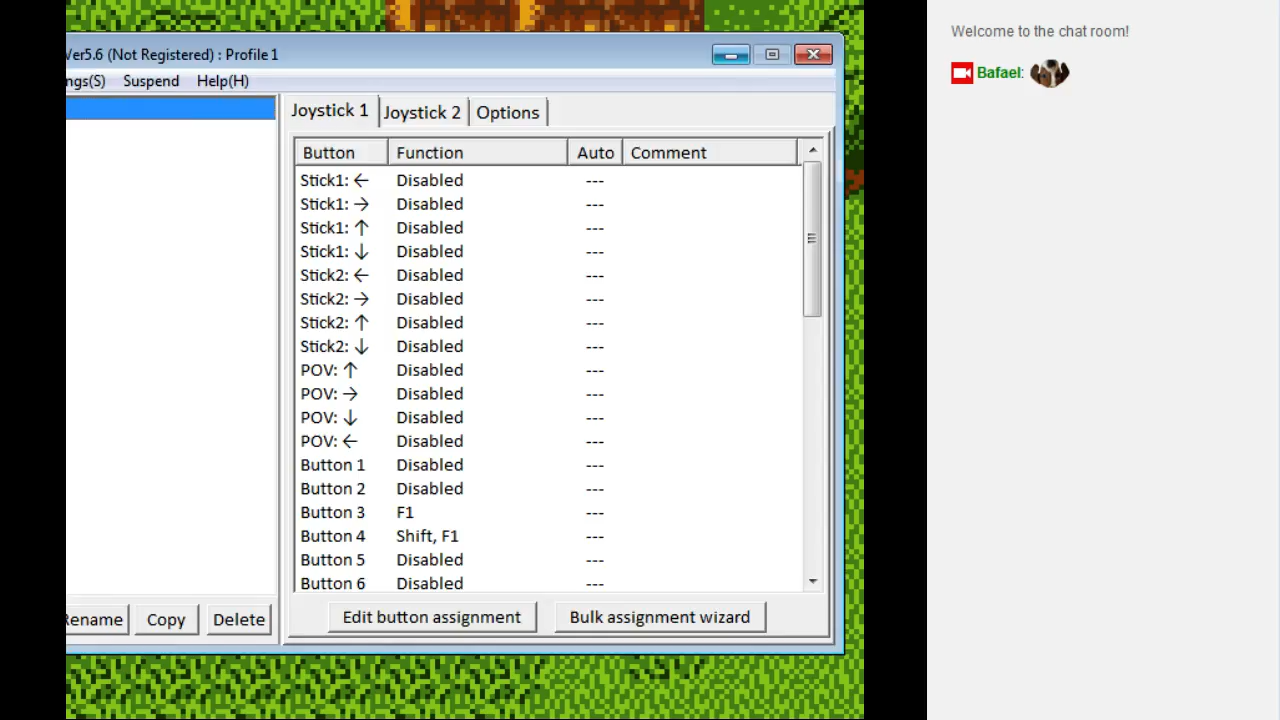 Ver5.6 (Not Registered) : Profile 1
ngs(S) Suspend Help(H)
Joystick 1 Joystick 2 Options
Button Function Auto Comment
Stick1: ← Disabled ---
Stick1: → Disabled ---
Stick1: ↑ Disabled ---
Stick1: ↓ Disabled ---
Stick2: ← Disabled ---
Stick2: → Disabled ---
Stick2: ↑ Disabled ---
Stick2: ↓ Disabled ---
POV: ↑ Disabled ---
POV: → Disabled ---
POV: ↓ Disabled ---
POV: ← Disabled ---
Button 1 Disabled ---
Button 2 Disabled ---
Button 3 F1 ---
Button 4 Shift, F1 ---
Button 5 Disabled ---
Button 6 Disabled ---
Rename Copy Delete
Edit button assignment Bulk assignment wizard
Welcome to the chat room!
Bafael: